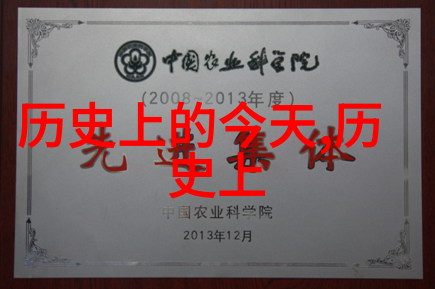 中国农业科学院
(2008-2013年度)
历史上的今天 历
先进集体
史上
中国农业科学院
2013年12月